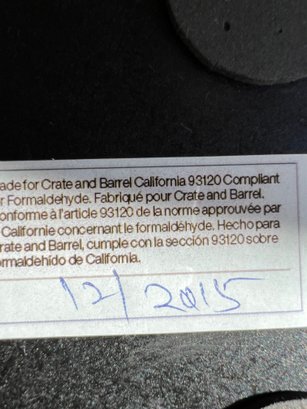 ade for Crate and Barrel California 93120 Compliant
r Formaldehyde. Fabriqué pour Crate and Barrel.
onforme à l'article 93120 de la norme approuvée par
Californie concernant le formaldéhyde. Hecho para
rate and Barrel, cumple con la sección 93120 sobre
ormaldehído de California.
12/2015